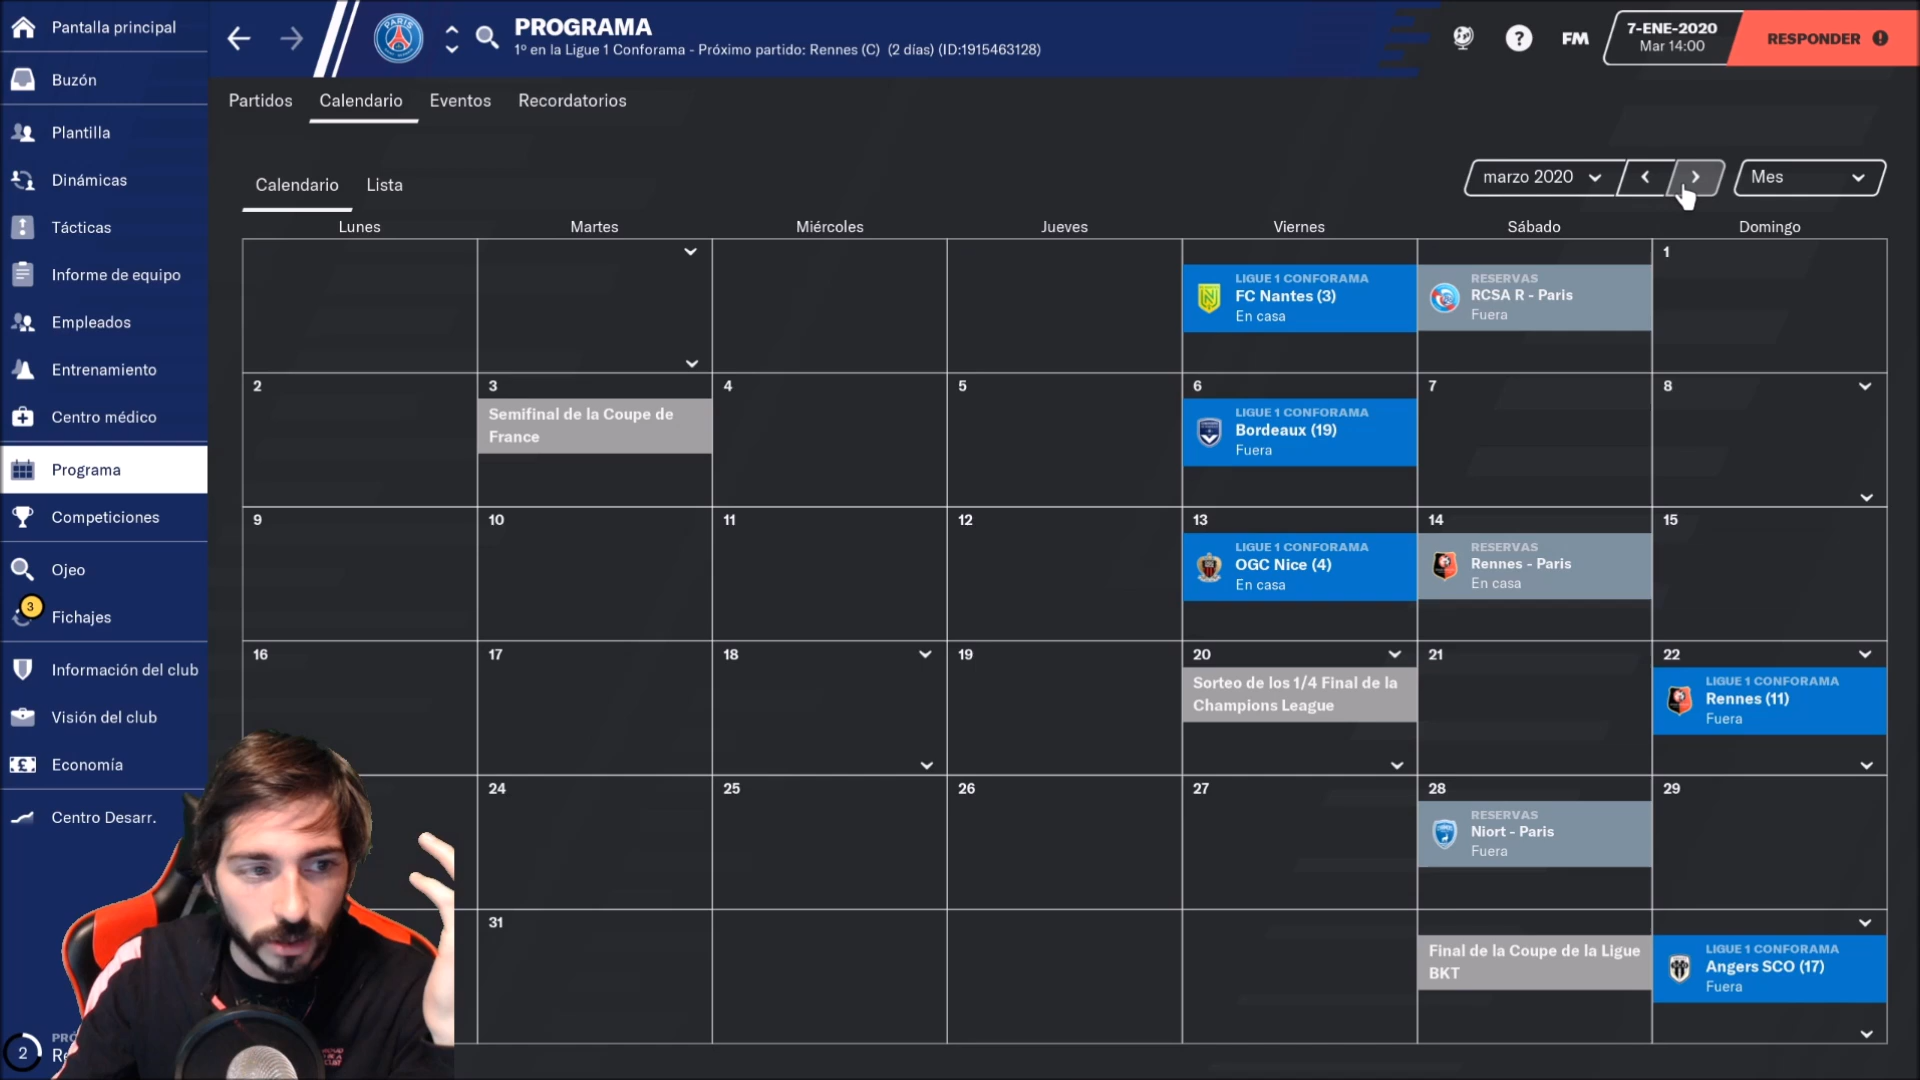 Pantalla principal
Buzón
Plantilla
Dinámicas
Tácticas
Informe de equipo
Empleados
Entrenamiento
Centro médico
Programa
Competiciones
Ojeo
3
Fichajes
Información del club
Visión del club
Economía
Centro Desarr.
2
PARIS
PROGRAMA
1º en la Ligue 1 Conforama - Próximo partido: Rennes (C) (2 días) (ID:1915463128)
?
FM
7-ENE-2020
Mar 14:00
RESPONDER
Partidos Calendario Eventos Recordatorios
Calendario Lista
marzo 2020
Mes
Lunes Martes Miércoles Jueves Viernes Sábado Domingo
LIGUE 1 CONFORAMA
FC Nantes (3)
En casa
RESERVAS
RCSA R - Paris
Fuera
1
2
3
Semifinal de la Coupe de
France
4
5
6
LIGUE 1 CONFORAMA
Bordeaux (19)
Fuera
7
8
9
10
11
12
13
LIGUE 1 CONFORAMA
OGC Nice (4)
En casa
14
RESERVAS
Rennes - Paris
En casa
15
16
17
18
19
20
Sorteo de los 1/4 Final de la
Champions League
21
22
LIGUE 1 CONFORAMA
Rennes (11)
Fuera
24
25
26
27
28
RESERVAS
Niort - Paris
Fuera
29
31
Final de la Coupe de la Ligue
BKT
LIGUE 1 CONFORAMA
Angers SCO (17)
Fuera